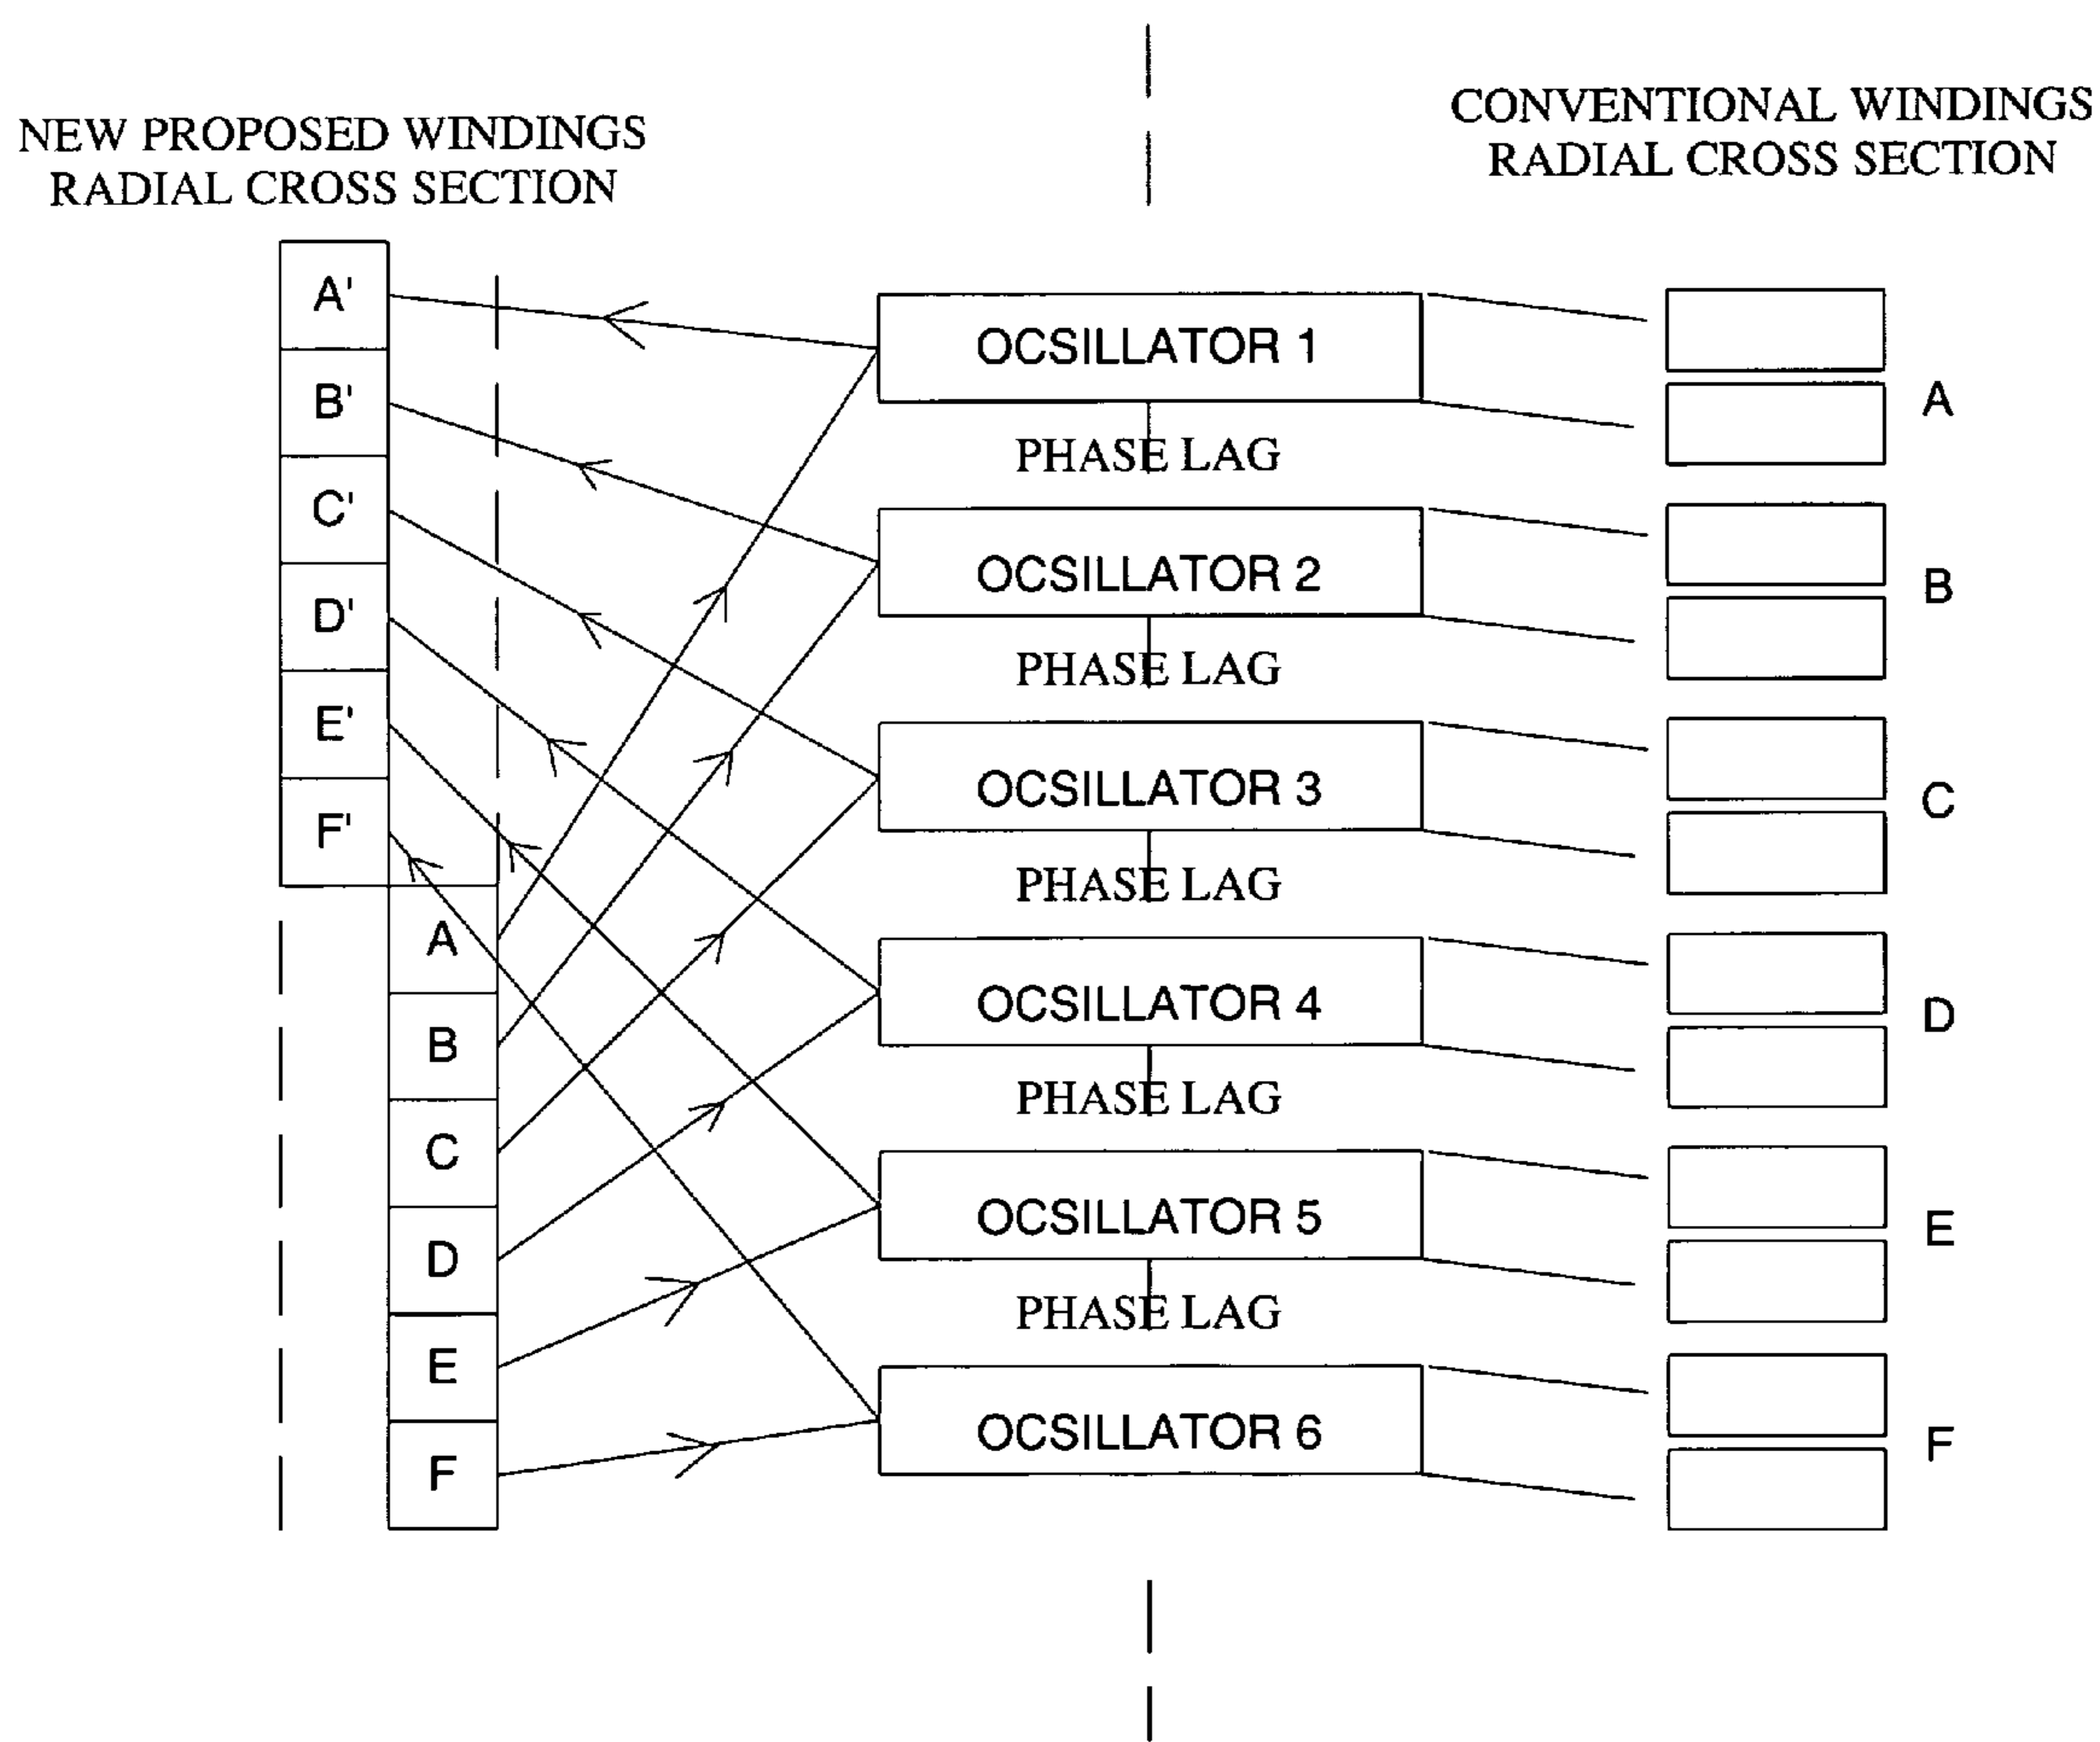 NEW PROPOSED WINDINGS
RADIAL CROSS SECTION
CONVENTIONAL WINDINGS
RADIAL CROSS SECTION
A'
B'
C'
D'
E'
F'
A
B
C
D
E
F
OCSILLATOR 1
PHASE LAG
OCSILLATOR 2
PHASE LAG
OCSILLATOR 3
PHASE LAG
OCSILLATOR 4
PHASE LAG
OCSILLATOR 5
PHASE LAG
OCSILLATOR 6
A
B
C
D
E
F